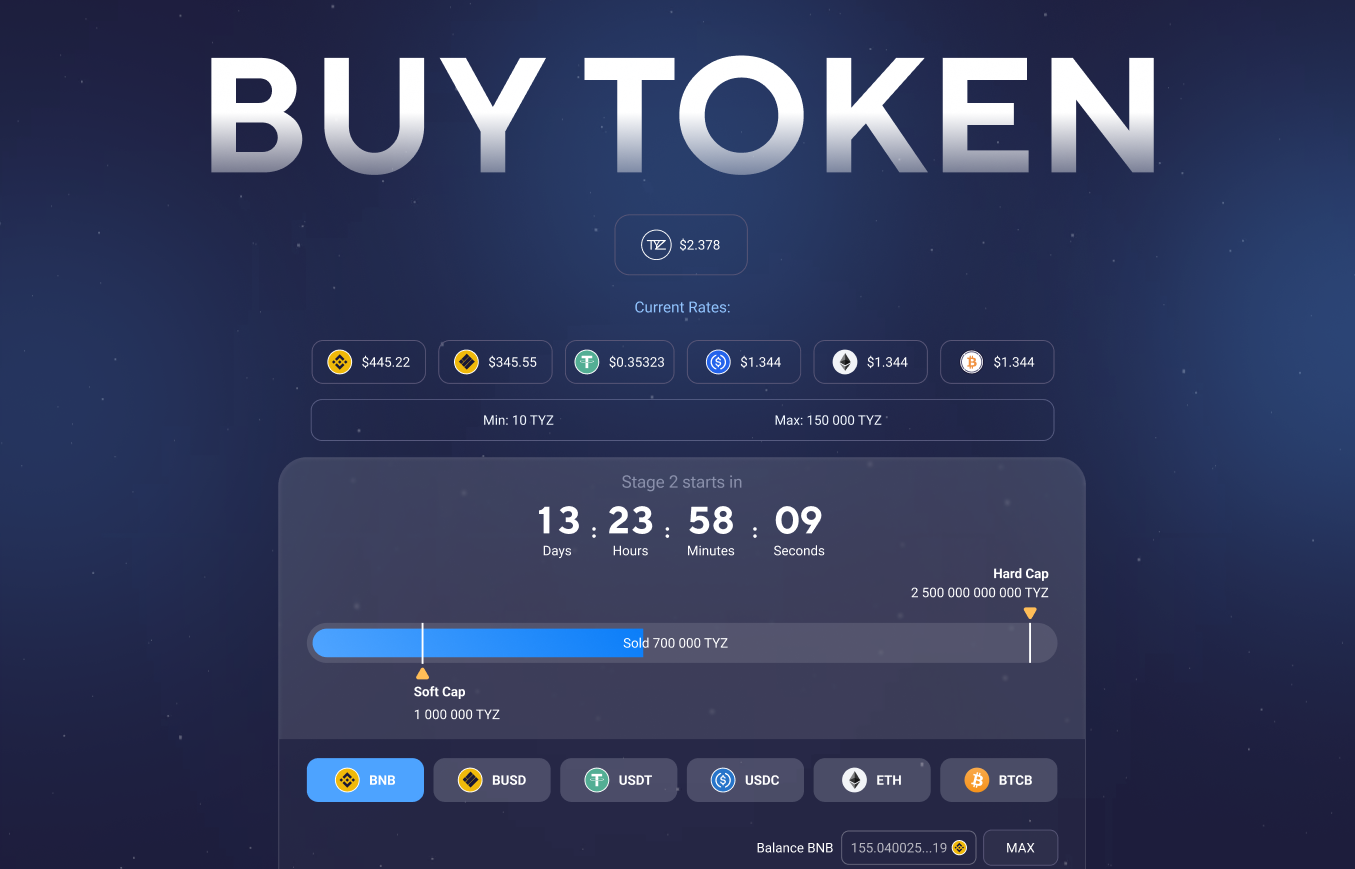 BUY TOKEN
TYZ $2.378
Current Rates:
$445.22 $345.55 $0.35323 $1.344 $1.344 $1.344
Min: 10 TYZ Max: 150 000 TYZ
Stage 2 starts in
13 : 23 : 58 : 09
Days Hours Minutes Seconds
Hard Cap
2 500 000 000 000 TYZ
Sold 700 000 TYZ
Soft Cap
1 000 000 TYZ
BNB BUSD USDT USDC ETH BTCB
Balance BNB 155.040025...19 MAX